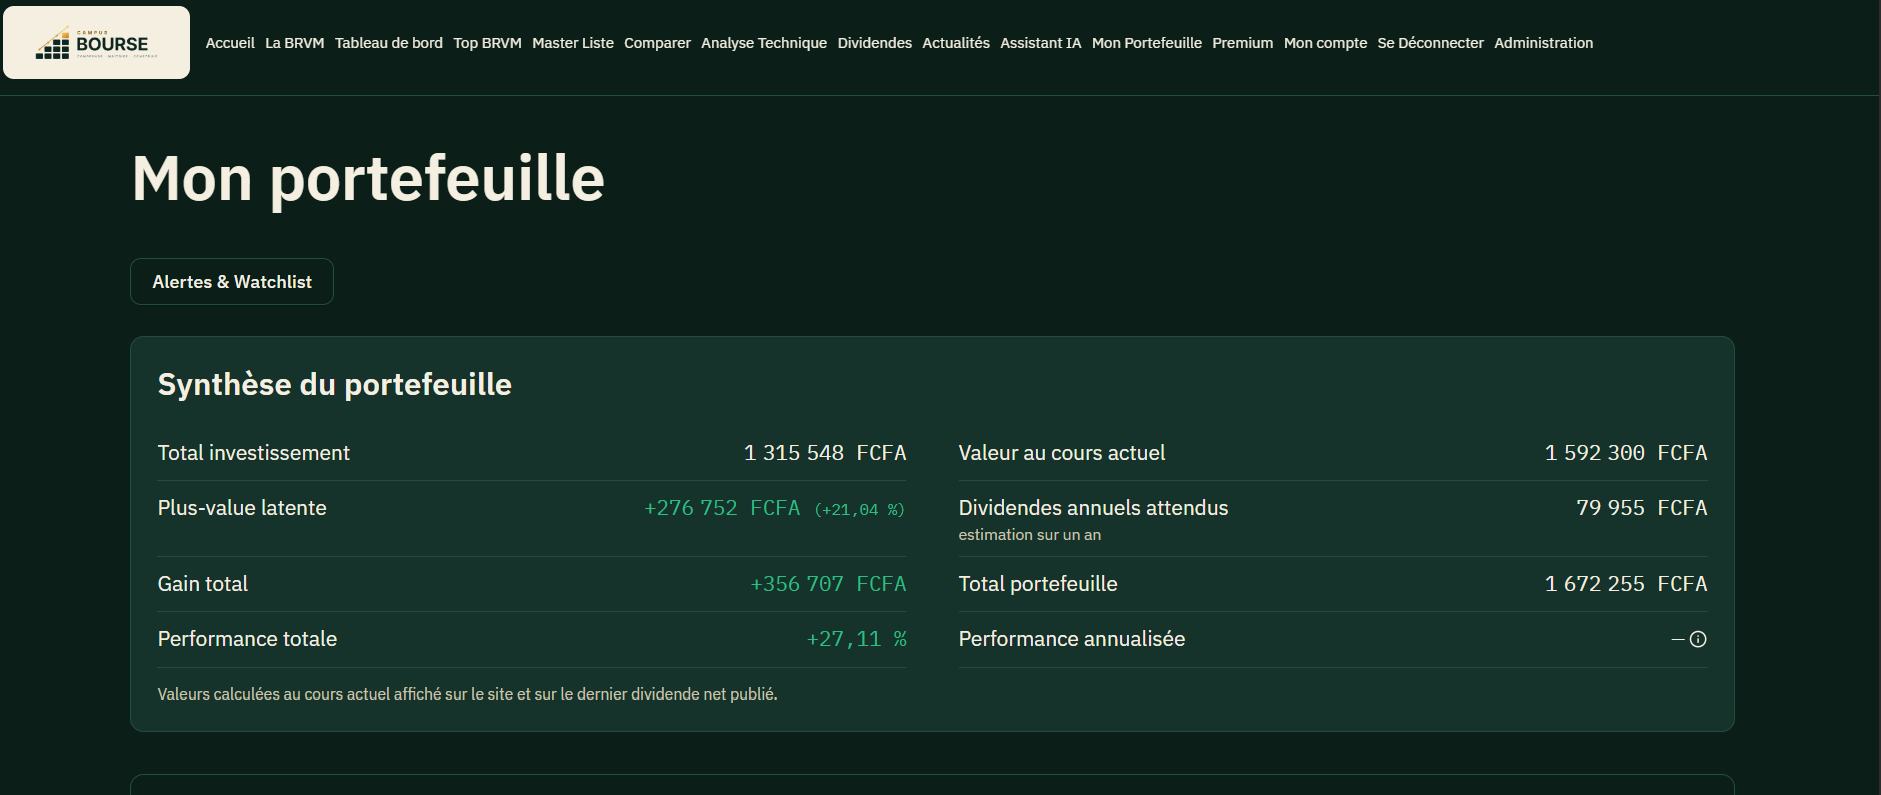 CAMPUS
BOURSE
Accueil La BRVM Tableau de bord Top BRVM Master Liste Comparer Analyse Technique Dividendes Actualités Assistant IA Mon Portefeuille Premium Mon compte Se Déconnecter Administration
Mon portefeuille
Alertes & Watchlist
Synthèse du portefeuille
Total investissement 1 315 548 FCFA
Valeur au cours actuel 1 592 300 FCFA
Plus-value latente +276 752 FCFA (+21,04 %)
Dividendes annuels attendus 79 955 FCFA
estimation sur un an
Gain total +356 707 FCFA
Total portefeuille 1 672 255 FCFA
Performance totale +27,11 %
Performance annualisée —
Valeurs calculées au cours actuel affiché sur le site et sur le dernier dividende net publié.